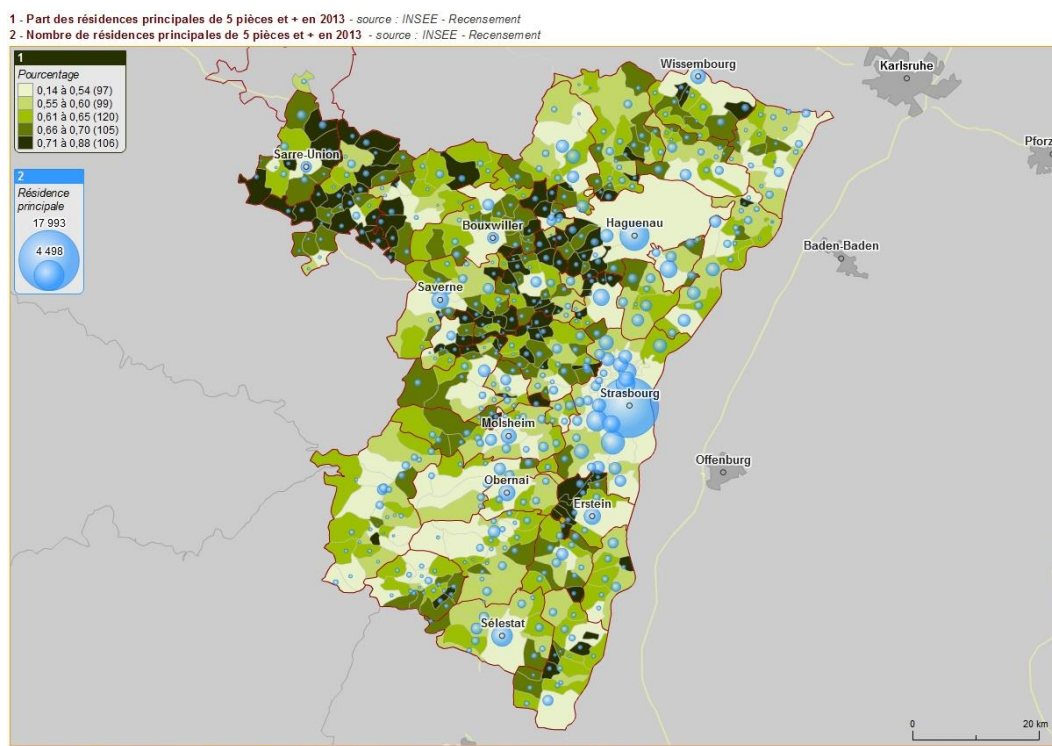 1 - Part des résidences principales de 5 pièces et + en 2013 - source : INSEE - Recensement
2 - Nombre de résidences principales de 5 pièces et + en 2013 - source : INSEE - Recensement
1
Pourcentage
0,14 à 0,54 (97)
0,55 à 0,60 (99)
0,61 à 0,65 (120)
0,66 à 0,70 (105)
0,71 à 0,88 (106)
2
Résidence
principale
17 993
4 498
Wissembourg
Karlsruhe
Pforz
Sarre-Union
Bouxwiller
Haguenau
Baden-Baden
Saverne
Strasbourg
Molsheim
Offenburg
Obernai
Erstein
Sélestat
0 20 km